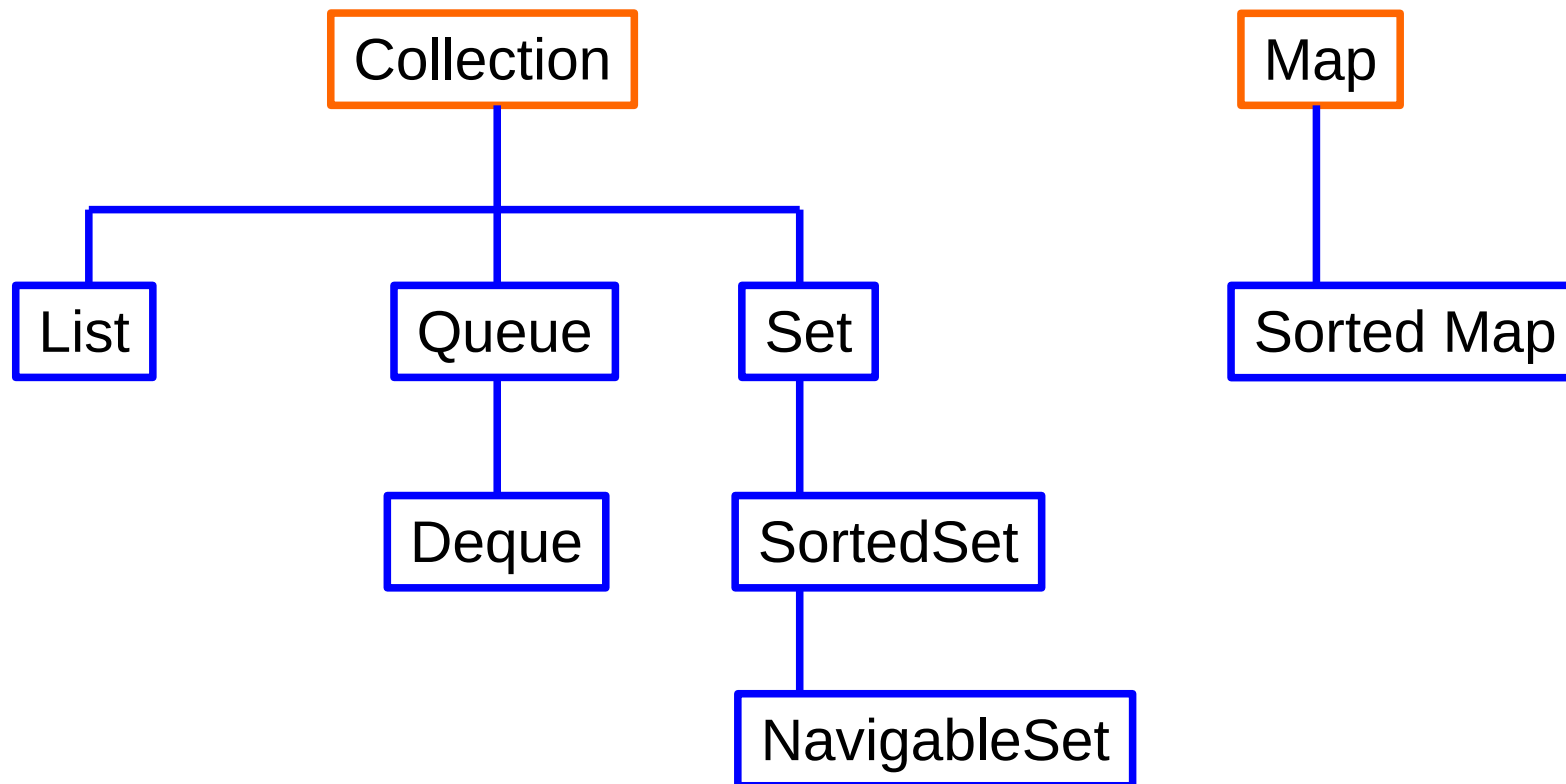 Collection
Map
List
Queue
Set
Sorted Map
Deque
SortedSet
NavigableSet